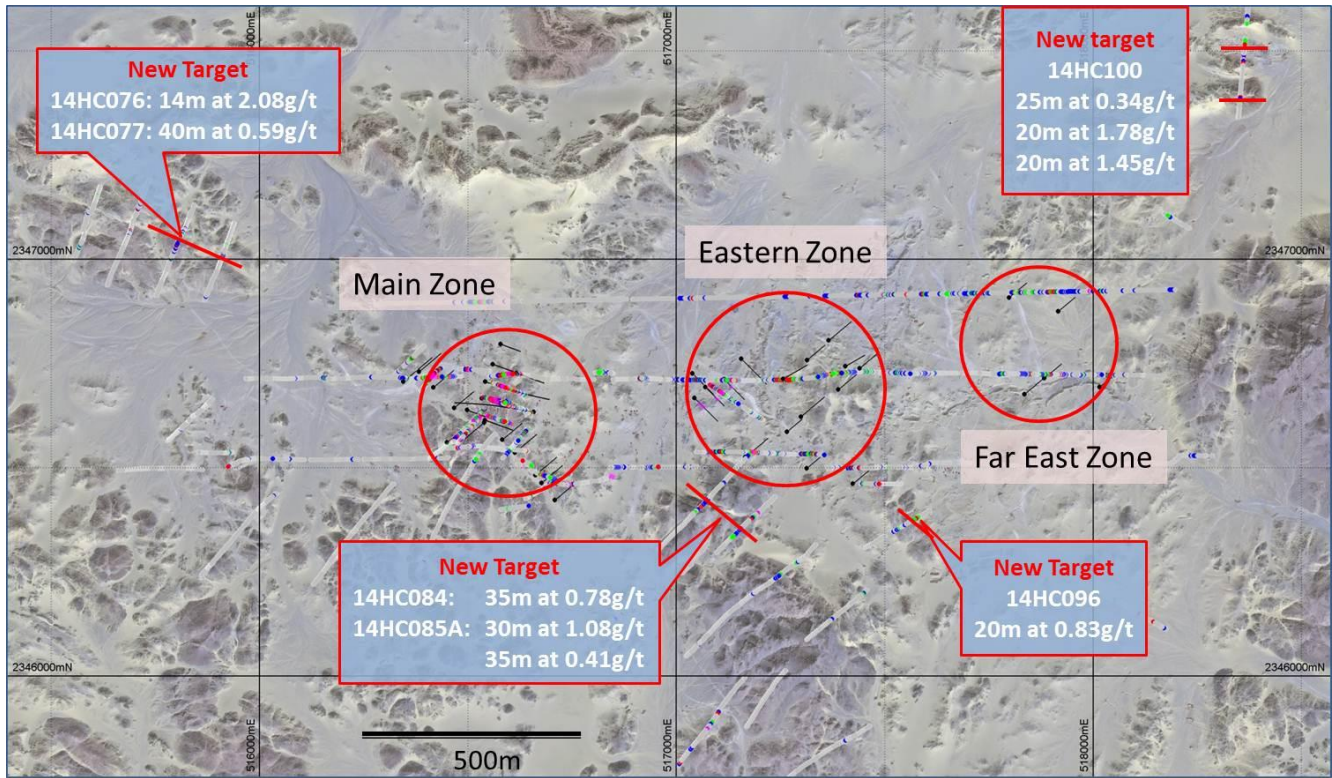 516000mE
517000mE
New Target
14HC076: 14m at 2.08g/t
14HC077: 40m at 0.59g/t
New target
14HC100
25m at 0.34g/t
20m at 1.78g/t
20m at 1.45g/t
2347000mN
2347000mN
Main Zone
Eastern Zone
Far East Zone
New Target
14HC084: 35m at 0.78g/t
14HC085A: 30m at 1.08g/t
35m at 0.41g/t
New Target
14HC096
20m at 0.83g/t
2346000mN
2346000mN
516000mE
517000mE
518000mE
500m